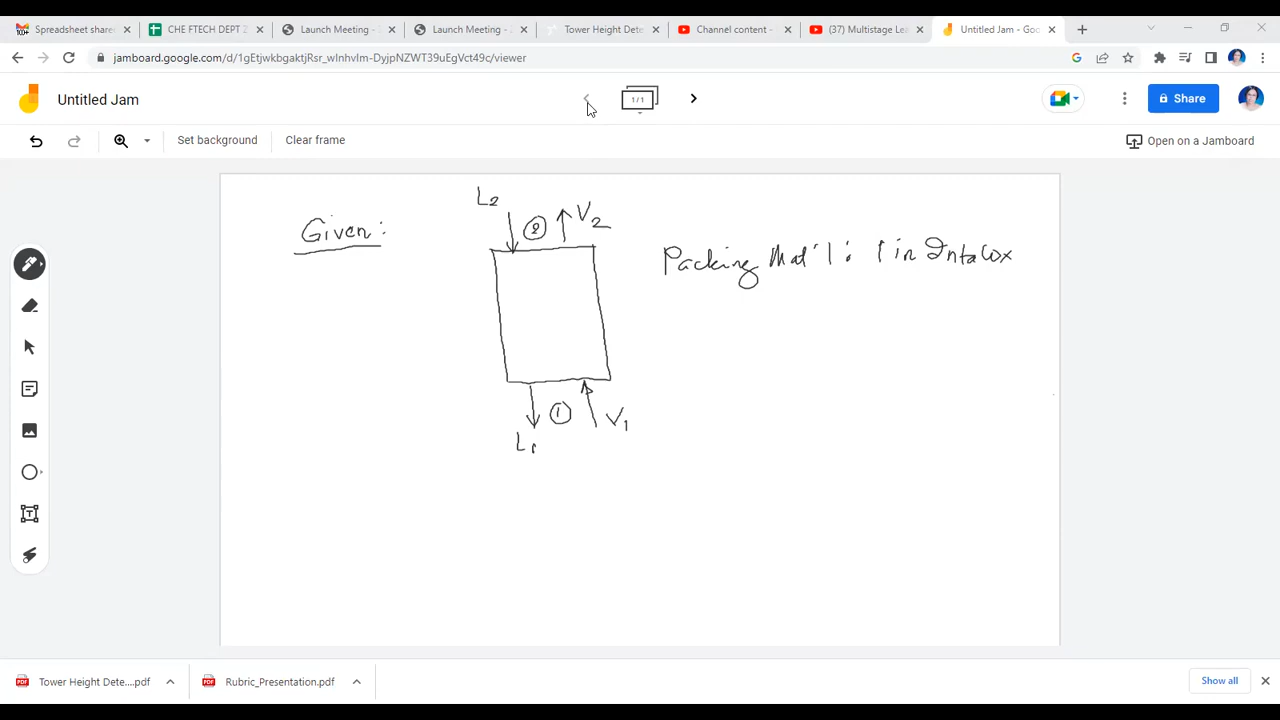 Spreadsheet share
CHE FTECH DEPT 2
Launch Meeting -
Launch Meeting -
Tower Height Dete
Channel content -
(37) Multistage Lea
Untitled Jam - Goo
jamboard.google.com/d/1gEtjwkbgaktjRsr_wInhvIm-DyjpNZWT39uEgVct49c/viewer
Untitled Jam
1/1
Share
Set background
Clear frame
Open on a Jamboard
L2
V2
2
Given:
Packing Mat'l: 1 in Intalox
1
V1
L1
Tower Height Dete....pdf
Rubric_Presentation.pdf
Show all